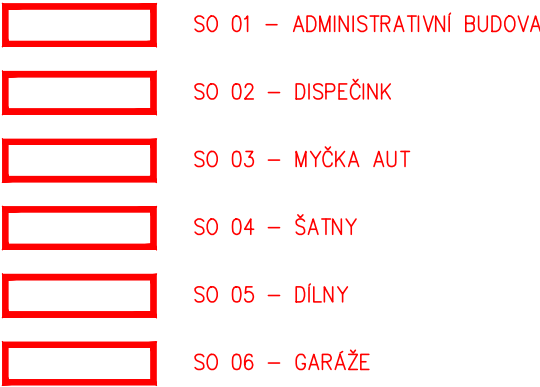 SO 01 – ADMINISTRATIVNÍ BUDOVA
SO 02 – DISPEČINK
SO 03 – MYČKA AUT
SO 04 – ŠATNY
SO 05 – DÍLNY
SO 06 – GARÁŽE